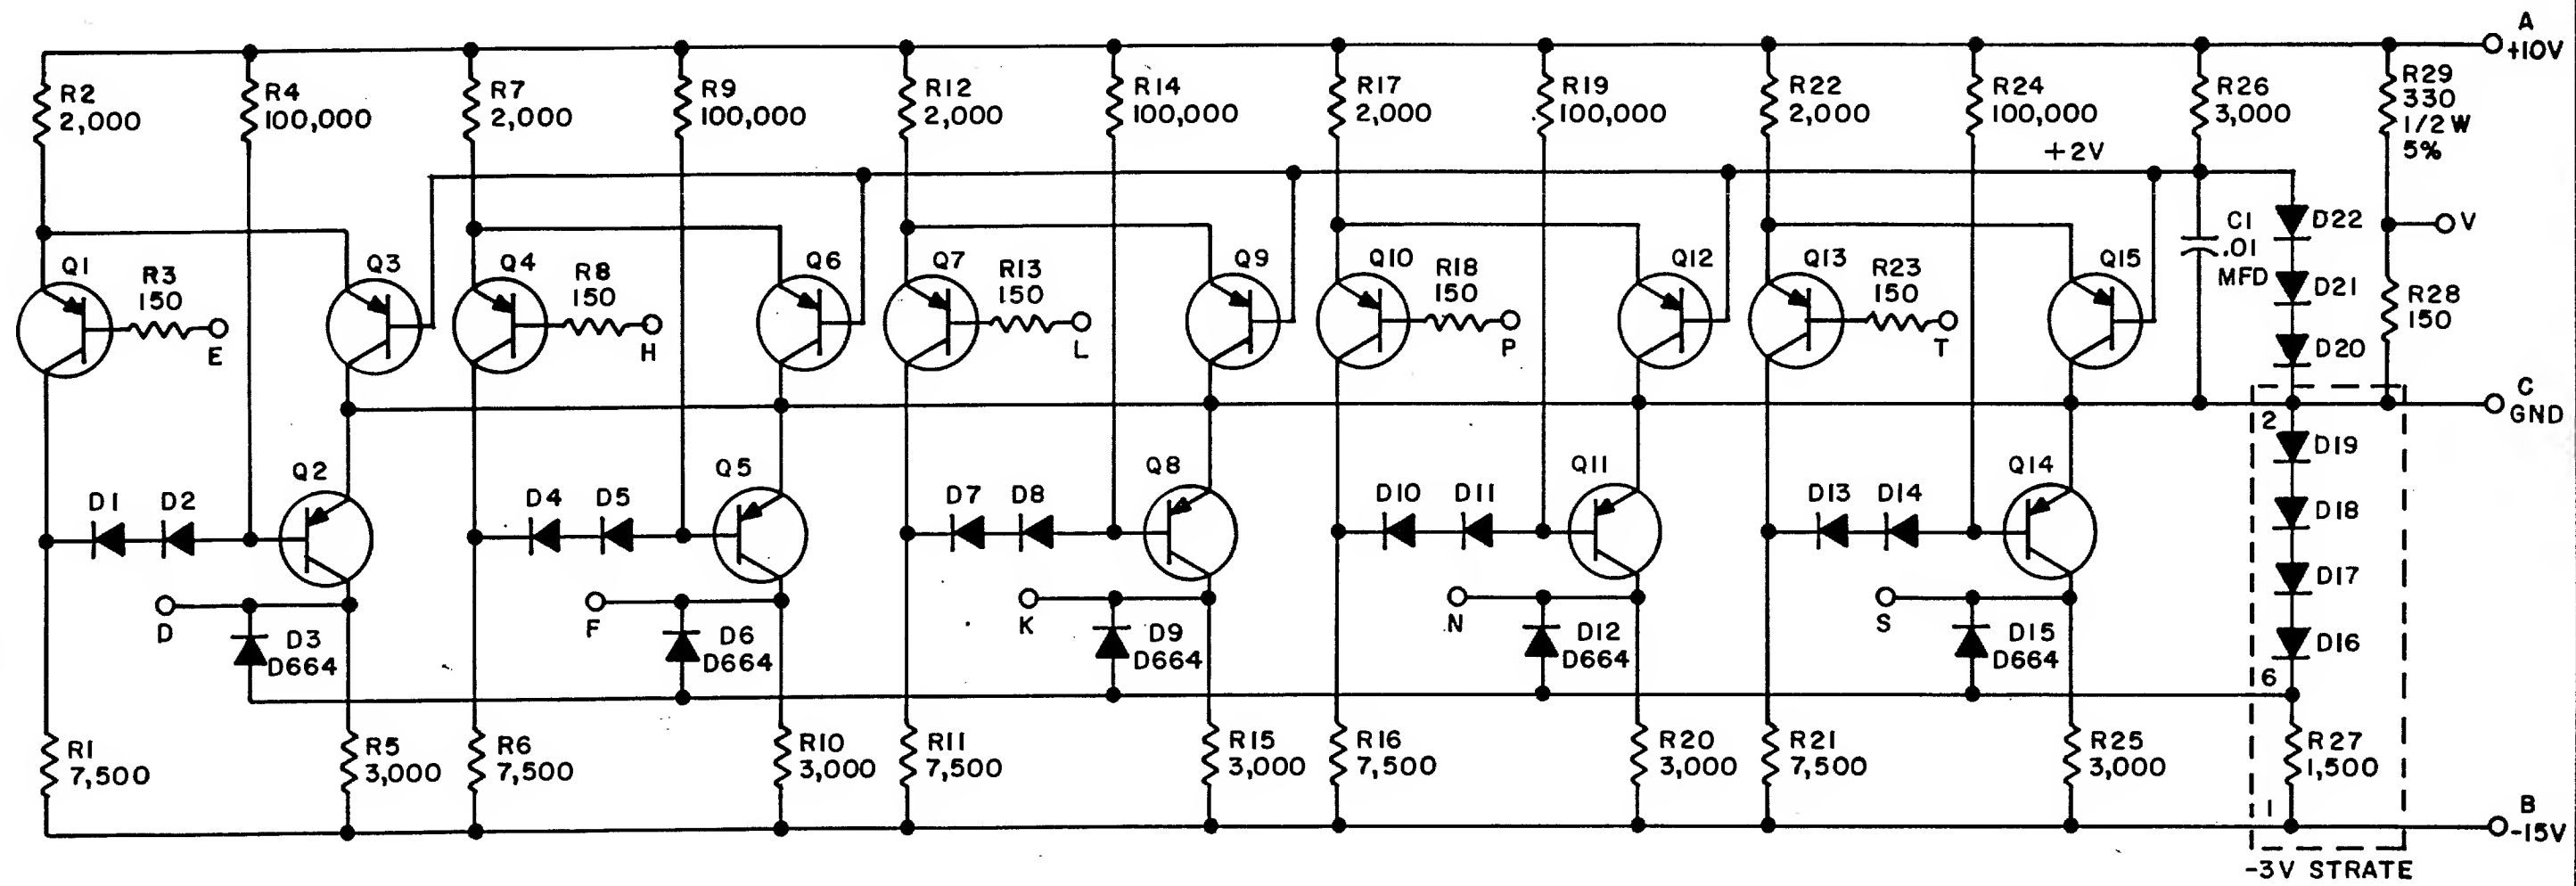 A
+10V
R2
2,000
R4
100,000
R7
2,000
R9
100,000
R12
2,000
R14
100,000
R17
2,000
R19
100,000
R22
2,000
R24
100,000
R26
3,000
R29
330
1/2 W
5%
+2V
Q1
R3
150
E
Q3
Q4
R8
150
H
Q6
Q7
R13
150
L
Q9
Q10
R18
150
P
Q12
Q13
R23
150
T
Q15
C1
.01
MFD
D22
D21
D20
V
R28
150
C
GND
D1
D2
Q2
D4
D5
Q5
D7
D8
Q8
D10
D11
Q11
D13
D14
Q14
2
D19
D18
D17
D16
6
D
D3
D664
F
D6
D664
K
D9
D664
N
D12
D664
S
D15
D664
R1
7,500
R5
3,000
R6
7,500
R10
3,000
R11
7,500
R15
3,000
R16
7,500
R20
3,000
R21
7,500
R25
3,000
R27
1,500
1
B
-15V
-3V STRATE